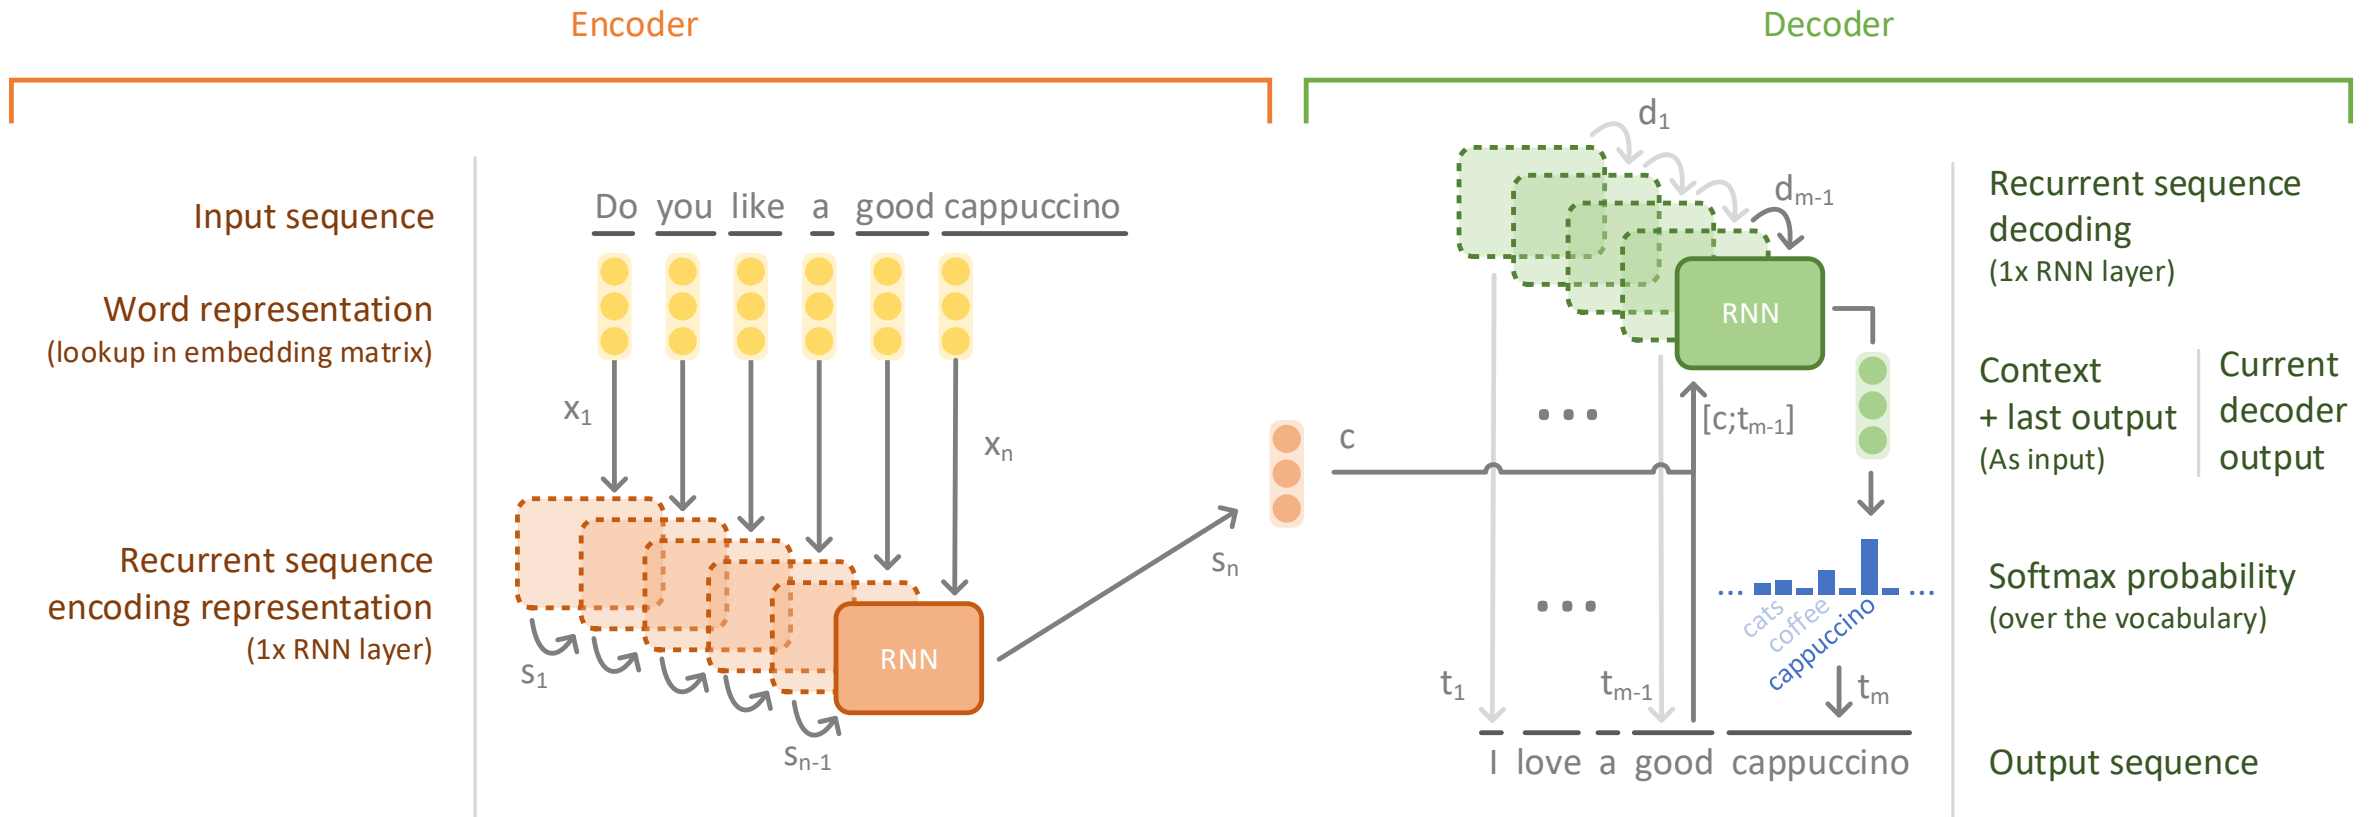 Encoder
Decoder
Input sequence
Do you like a good cappuccino
Word representation
(lookup in embedding matrix)
x1
xn
Recurrent sequence
encoding representation
(1x RNN layer)
RNN
s1
sn-1
sn
c
d1
dm-1
RNN
Recurrent sequence
decoding
(1x RNN layer)
...
[c;tm-1]
Context
+ last output
(As input)
Current
decoder
output
...
... ...
cats
coffee
cappuccino
Softmax probability
(over the vocabulary)
t1
tm-1
tm
I love a good cappuccino
Output sequence